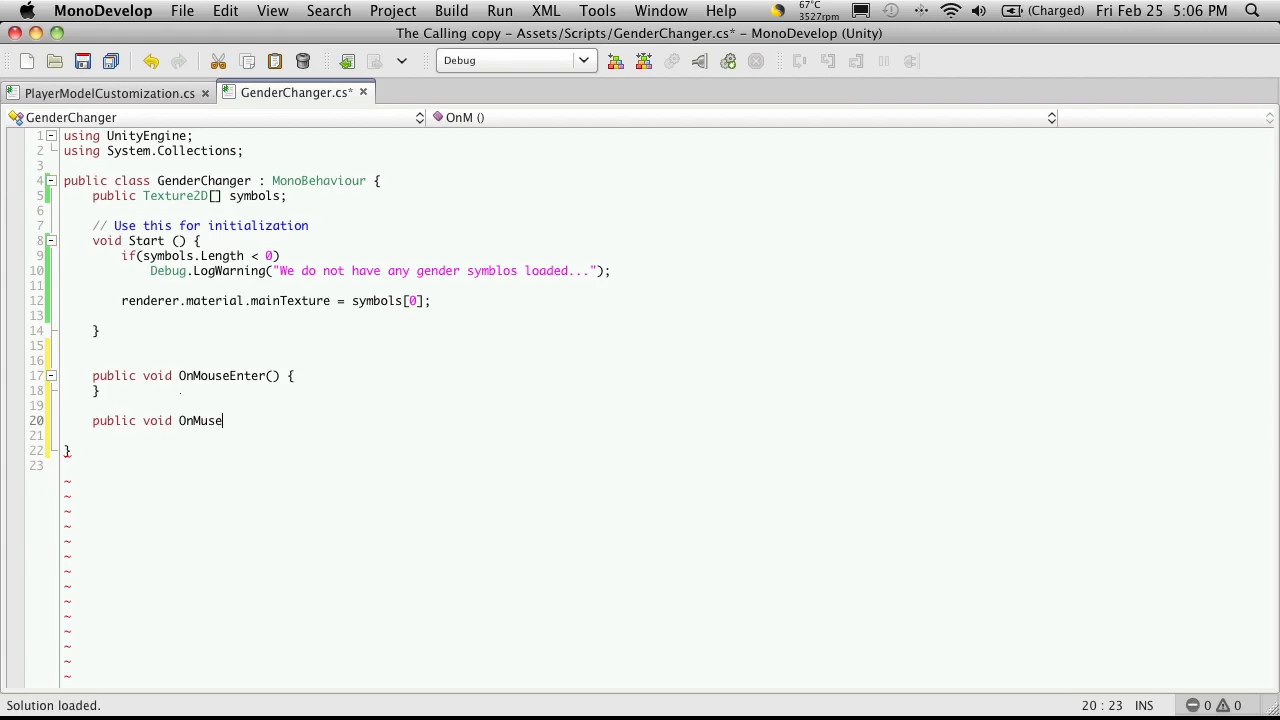 MonoDevelop File Edit View Search Project Build Run XML Tools Window Help 67°C 3527rpm (Charged) Fri Feb 25 5:06 PM
The Calling copy - Assets/Scripts/GenderChanger.cs* - MonoDevelop (Unity)
Debug
PlayerModelCustomization.cs GenderChanger.cs*
GenderChanger OnM ()
1 using UnityEngine;
2 using System.Collections;
3
4 public class GenderChanger : MonoBehaviour {
5 public Texture2D[] symbols;
6
7 // Use this for initialization
8 void Start () {
9 if(symbols.Length < 0)
10 Debug.LogWarning("We do not have any gender symblos loaded...");
11
12 renderer.material.mainTexture = symbols[0];
13
14 }
15
16
17 public void OnMouseEnter() {
18 }
19
20 public void OnMuse
21
22 }
23
~
~
~
~
~
~
~
~
~
~
~
~
~
~
Solution loaded. 20 : 23 INS 0 0